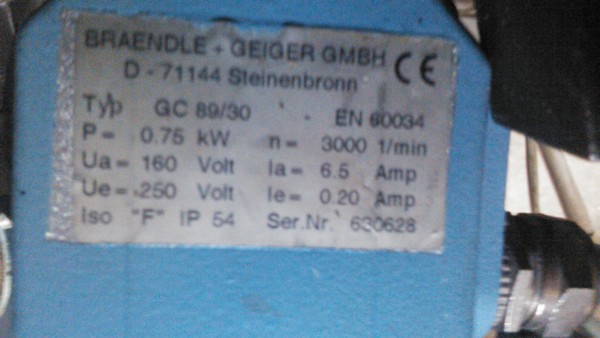 BRAENDLE + GEIGER GMBH CE
D - 71144 Steinenbronn
Typ GC 89/30 - EN 60034
P= 0.75 kW n= 3000 1/min
Ua= 160 Volt Ia= 6.5 Amp
Ue= 250 Volt Ie= 0.20 Amp
Iso "F" IP 54 Ser.Nr. 630628